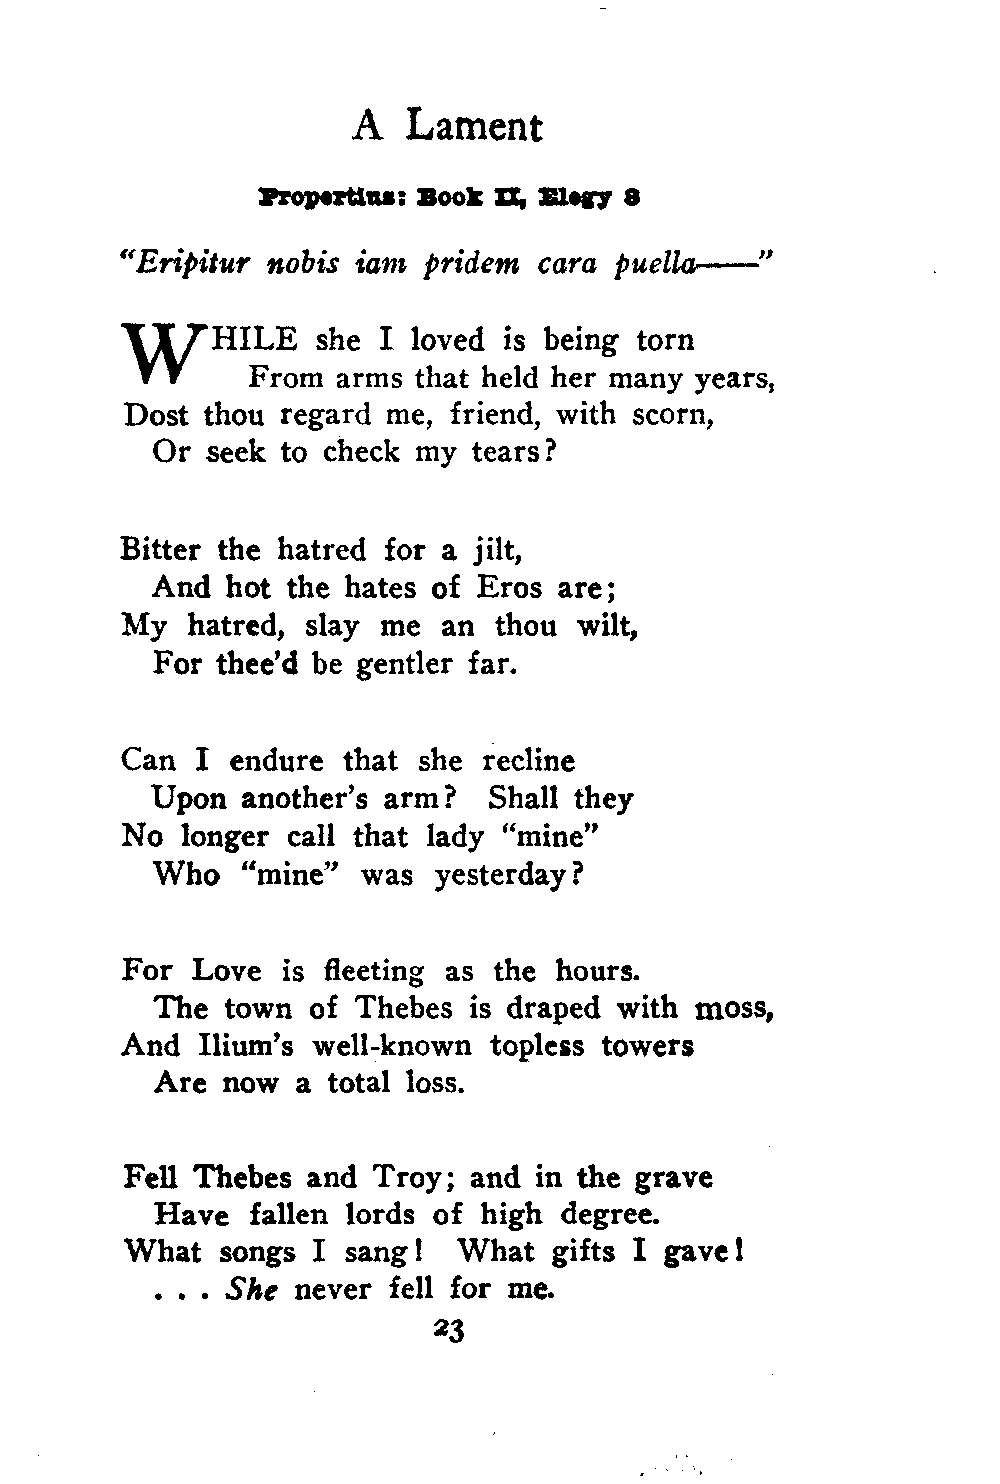 A Lament
Propertius: Book II, Elegy 8
"Eripitur nobis iam pridem cara puella——"
WHILE she I loved is being torn
From arms that held her many years,
Dost thou regard me, friend, with scorn,
Or seek to check my tears?
Bitter the hatred for a jilt,
And hot the hates of Eros are;
My hatred, slay me an thou wilt,
For thee'd be gentler far.
Can I endure that she recline
Upon another's arm? Shall they
No longer call that lady "mine"
Who "mine" was yesterday?
For Love is fleeting as the hours.
The town of Thebes is draped with moss,
And Ilium's well-known topless towers
Are now a total loss.
Fell Thebes and Troy; and in the grave
Have fallen lords of high degree.
What songs I sang! What gifts I gave!
. . . She never fell for me.
23